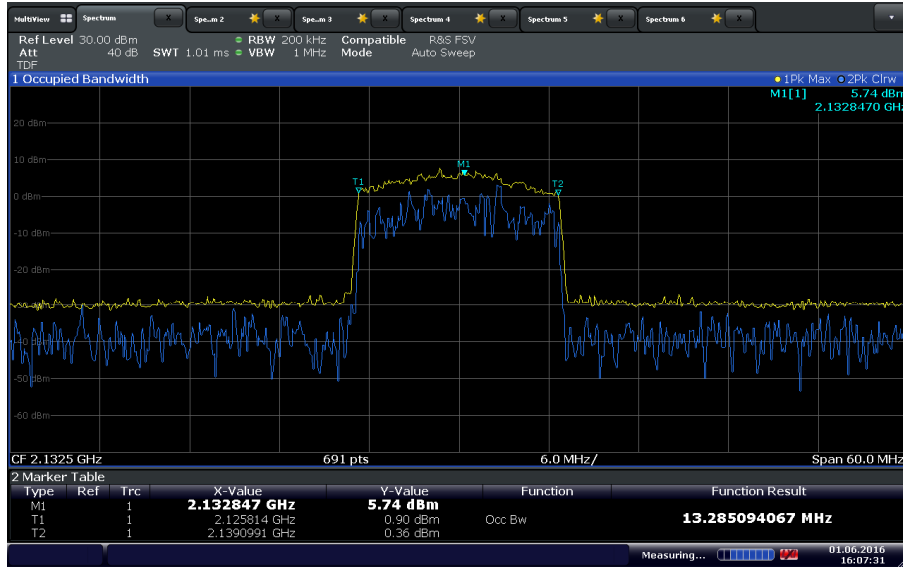 MultiView Spectrum X Spe...m 2 X Spe...m 3 X Spectrum 4 X Spectrum 5 X Spectrum 6 X
Ref Level 30.00 dBm RBW 200 kHz Compatible R&S FSV
Att 40 dB SWT 1.01 ms VBW 1 MHz Mode Auto Sweep
TDF
1 Occupied Bandwidth 1Pk Max 2Pk Clrw
M1[1] 5.74 dBm
2.1328470 GHz
20 dBm
10 dBm
M1
T1 T2
0 dBm
-10 dBm
-20 dBm
-40 dBm
-50 dBm
-60 dBm
CF 2.1325 GHz 691 pts 6.0 MHz/ Span 60.0 MHz
2 Marker Table
Type Ref Trc X-Value Y-Value Function Function Result
M1 1 2.132847 GHz 5.74 dBm
T1 1 2.125814 GHz 0.90 dBm Occ Bw 13.285094067 MHz
T2 1 2.1390991 GHz 0.36 dBm
Measuring... 01.06.2016
16:07:31